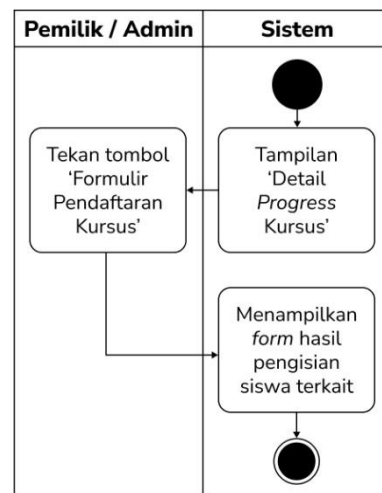 Pemilik / Admin
Sistem
Tekan tombol
'Formulir
Pendaftaran
Kursus'
Tampilan
'Detail
Progress
Kursus'
Menampilkan
form hasil
pengisian
siswa terkait